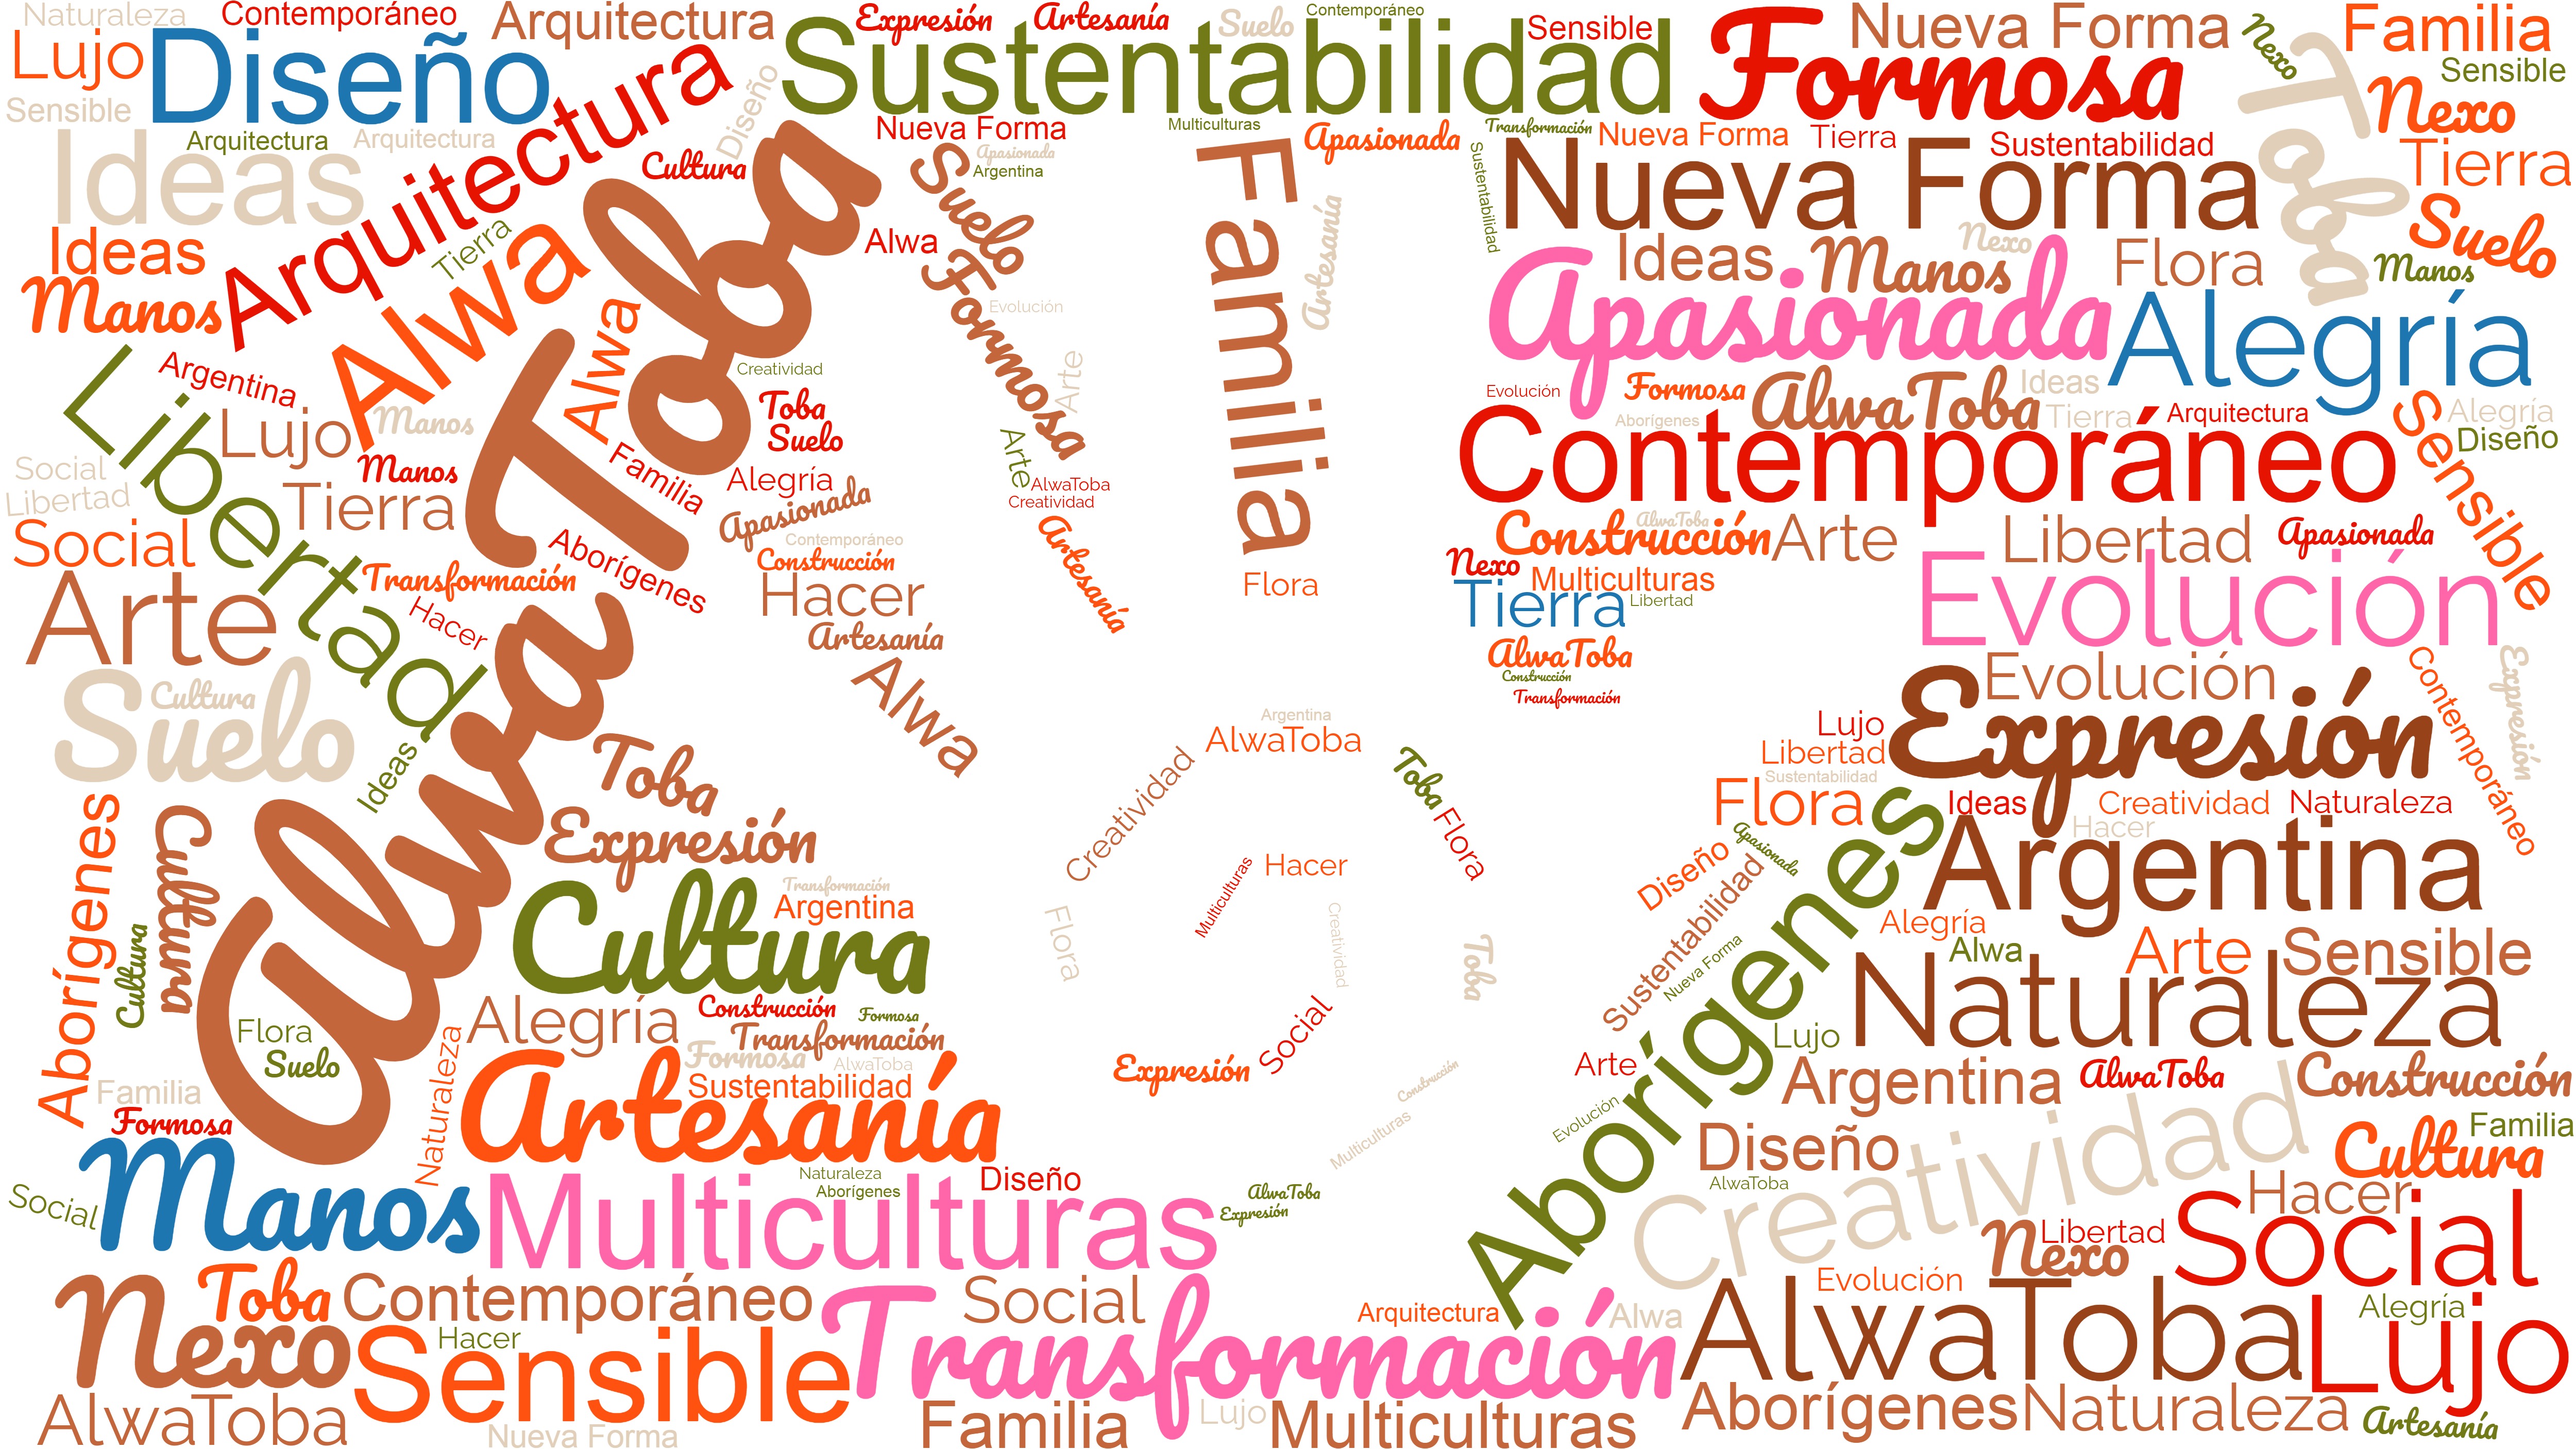 Naturaleza
Contemporáneo
Arquitectura
Expresión
Artesanía
Suelo
Contemporáneo
Sensible
Formosa
Nueva Forma
Nexo
Familia
Lujo
Diseño
Sustentabilidad
Toba
Sensible
Sensible
Arquitectura
Arquitectura
Arquitectura
Diseño
Nexo
Ideas
Cultura
Nueva Forma
Apasionada
Argentina
Multiculturas
Apasionada
Transformación
Nueva Forma
Tierra
Sustentabilidad
Tierra
Sustentabilidad
Nueva Forma
Suelo
Familia
Artesanía
Suelo
Ideas
Tierra
Alwa
Alwa
Ideas
Manos
Nexo
Flora
Manos
Manos
Formosa
Evolución
Apasionada
Alegría
Argentina
Alwa
Alwa Toba
Creatividad
Arte
Evolución
Formosa
AlwaToba
Ideas
Tierra
Aborígenes
Arquitectura
Alegría
Diseño
Sensible
Libertad
Lujo
Manos
Toba
Suelo
Contemporáneo
Social
Libertad
Manos
Familia
Alegría
Arte
AlwaToba
Creatividad
Tierra
Apasionada
Artesanía
Construcción
AlwaToba
Arte
Libertad
Apasionada
Social
Aborígenes
Contemporáneo
Construcción
Nexo
Multiculturas
Evolución
Arte
Transformación
Hacer
Hacer
Flora
Tierra
Libertad
Artesanía
AlwaToba
Construcción
Transformación
Alwa
Evolución
Contemporáneo
Expresión
Suelo
Cultura
Argentina
AlwaToba
Lujo
Libertad
Sustentabilidad
Expresión
Ideas
Toba
Creatividad
Toba
Flora
Flora
Ideas
Creatividad
Naturaleza
Hacer
Apasionada
Aborígenes
Cultura
Expresión
Multiculturas
Hacer
Diseño
Sustentabilidad
Argentina
Transformación
Argentina
Cultura
Flora
Creatividad
Toba
Aborígenes
Alegría
Alwa
Arte
Sensible
Cultura
Nueva Forma
Naturaleza
Flora
Suelo
Alegría
Construcción
Formosa
Transformación
Social
Lujo
Naturaleza
Formosa
AlwaToba
Sustentabilidad
Expresión
Construcción
Arte
Argentina
AlwaToba
Construcción
Familia
Formosa
Artesanía
Multiculturas
Evolución
Diseño
Creatividad
Cultura
Familia
Manos
Social
Multiculturas
Naturaleza
Aborígenes
Diseño
AlwaToba
Expresión
AlwaToba
Hacer
Nexo
Libertad
Social
Nexo
Toba
Contemporáneo
Social
Transformación
Arquitectura
Alwa
Evolución
AlwaToba
Alegría
Lujo
Sensible
Hacer
AlwaToba
Nueva Forma
Familia
Lujo
Multiculturas
Aborígenes
Naturaleza
Artesanía